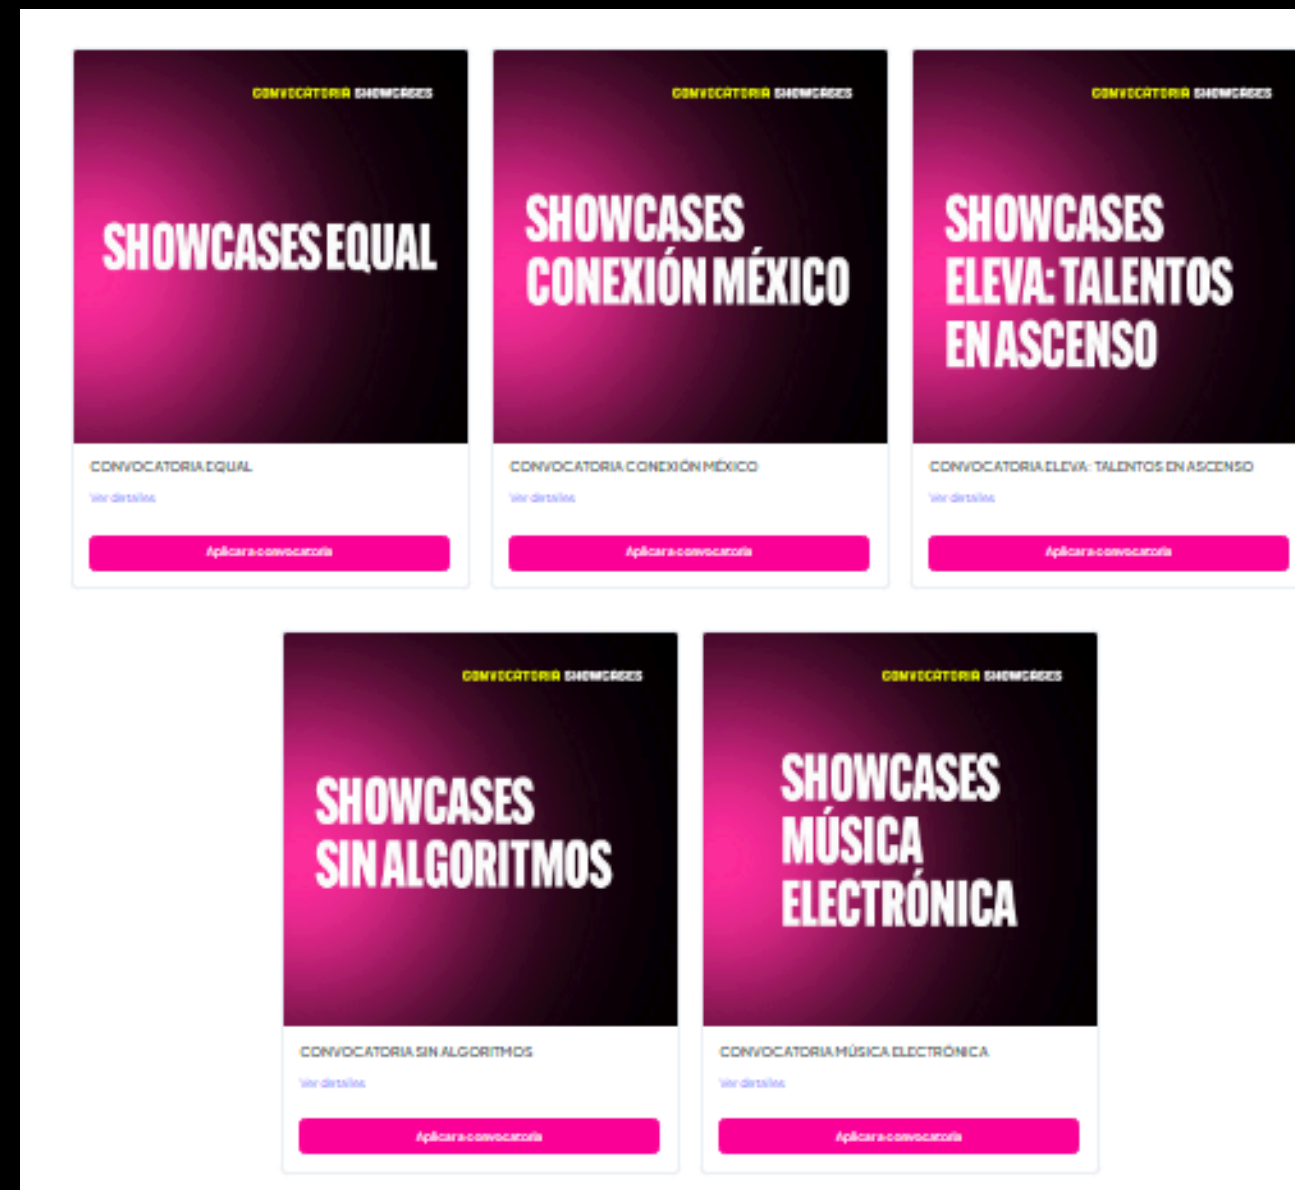 CONVOCATORIA SHOWCASES
SHOWCASES EQUAL
CONVOCATORIA EQUAL
Ver detalles
Aplicar a convocatoria
CONVOCATORIA SHOWCASES
SHOWCASES
CONEXIÓN MÉXICO
CONVOCATORIA CONEXIÓN MÉXICO
Ver detalles
Aplicar a convocatoria
CONVOCATORIA SHOWCASES
SHOWCASES
ELEVA: TALENTOS
EN ASCENSO
CONVOCATORIA ELEVA: TALENTOS EN ASCENSO
Ver detalles
Aplicar a convocatoria
CONVOCATORIA SHOWCASES
SHOWCASES
SIN ALGORITMOS
CONVOCATORIA SIN ALGORITMOS
Ver detalles
Aplicar a convocatoria
CONVOCATORIA SHOWCASES
SHOWCASES
MÚSICA
ELECTRÓNICA
CONVOCATORIA MÚSICA ELECTRÓNICA
Ver detalles
Aplicar a convocatoria